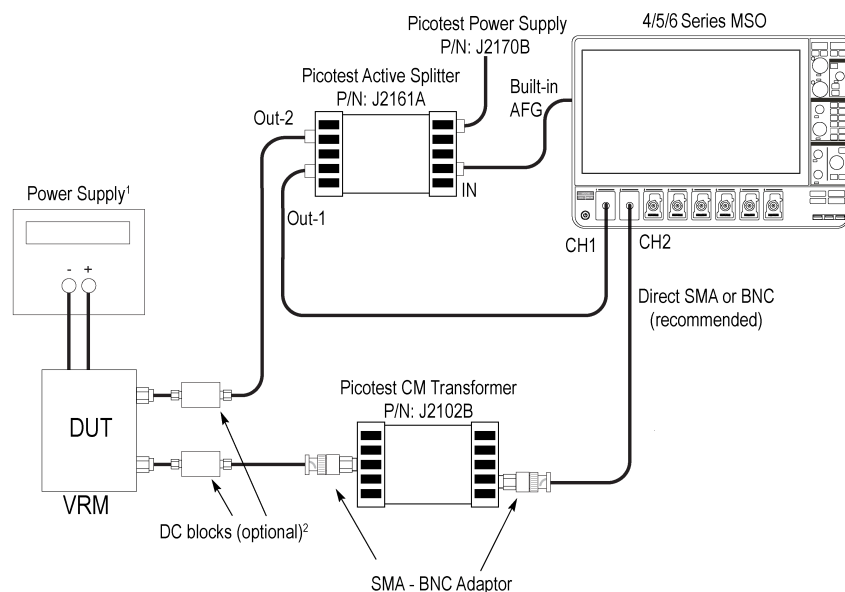 Picotest Power Supply
P/N: J2170B
4/5/6 Series MSO
Picotest Active Splitter
P/N: J2161A
Built-in
AFG
Out-2
IN
Power Supply¹
Out-1
- +
CH1
CH2
Direct SMA or BNC
(recommended)
Picotest CM Transformer
P/N: J2102B
DUT
VRM
DC blocks (optional)²
SMA - BNC Adaptor